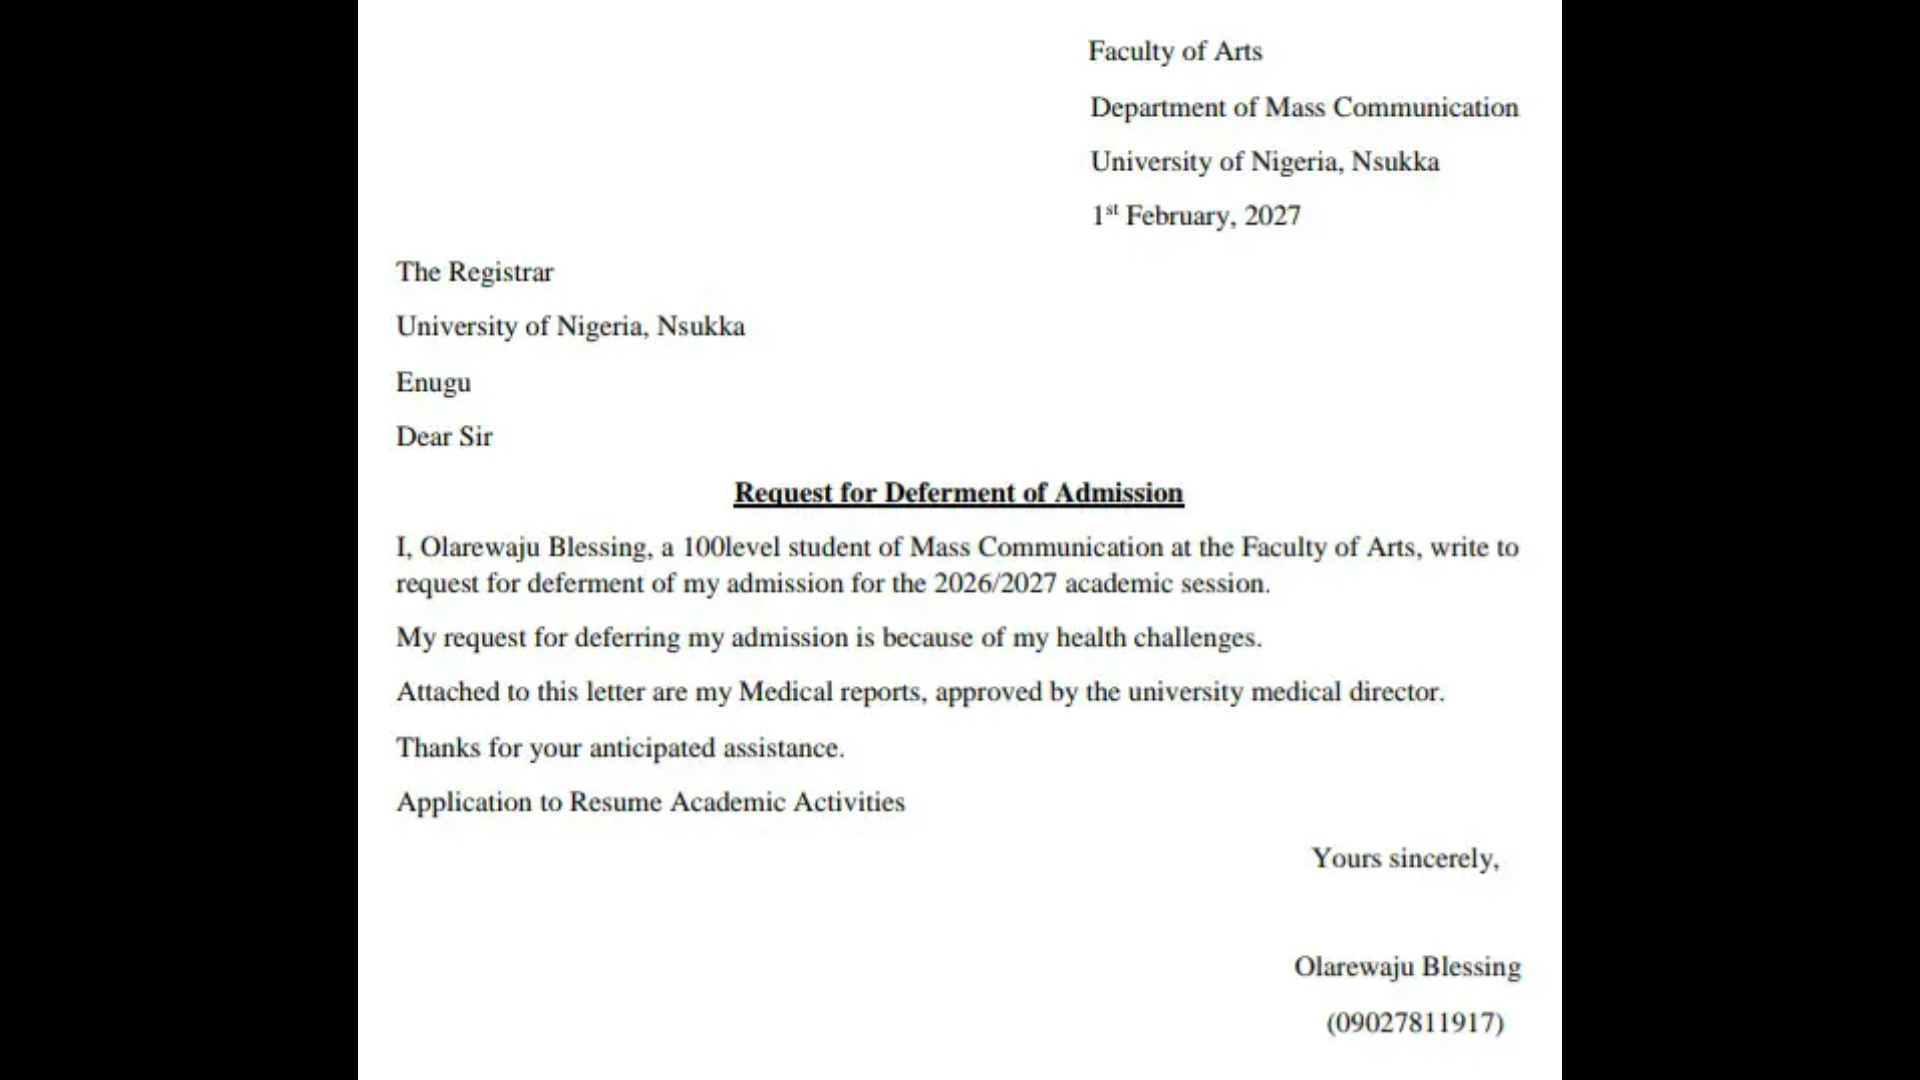 Faculty of Arts
Department of Mass Communication
University of Nigeria, Nsukka
1st February, 2027
The Registrar
University of Nigeria, Nsukka
Enugu
Dear Sir
Request for Deferment of Admission
I, Olarewaju Blessing, a 100level student of Mass Communication at the Faculty of Arts, write to
request for deferment of my admission for the 2026/2027 academic session.
My request for deferring my admission is because of my health challenges.
Attached to this letter are my Medical reports, approved by the university medical director.
Thanks for your anticipated assistance.
Application to Resume Academic Activities
Yours sincerely,
Olarewaju Blessing
(09027811917)